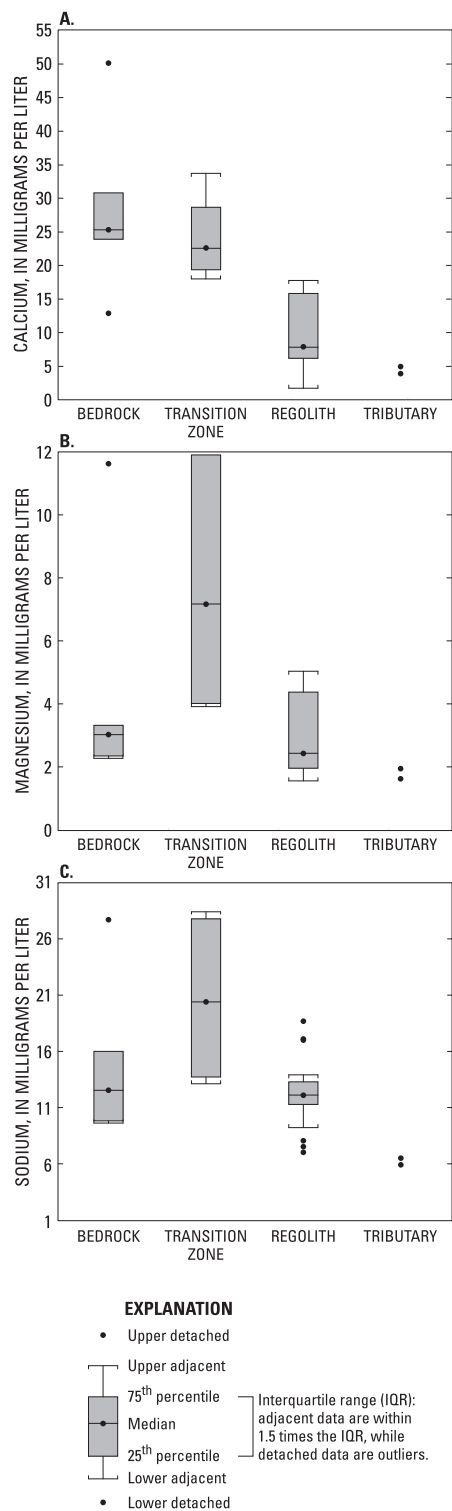 A.
CALCIUM, IN MILLIGRAMS PER LITER
55
50
45
40
35
30
25
20
15
10
5
0
BEDROCK
TRANSITION
ZONE
REGOLITH
TRIBUTARY
B.
MAGNESIUM, IN MILLIGRAMS PER LITER
12
10
8
6
4
2
0
BEDROCK
TRANSITION
ZONE
REGOLITH
TRIBUTARY
C.
SODIUM, IN MILLIGRAMS PER LITER
31
26
21
16
11
6
1
BEDROCK
TRANSITION
ZONE
REGOLITH
TRIBUTARY
EXPLANATION
Upper detached
Upper adjacent
75th percentile
Median
25th percentile
Lower adjacent
Lower detached
Interquartile range (IQR):
adjacent data are within
1.5 times the IQR, while
detached data are outliers.